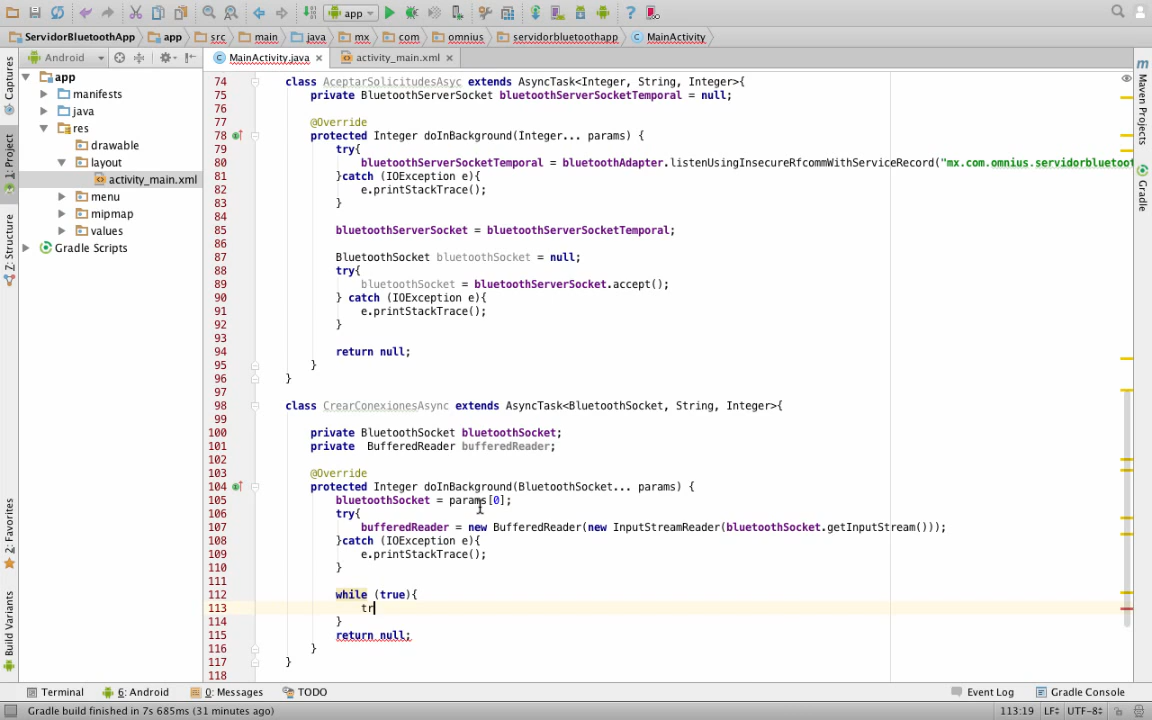 app
ServidorBluetoothApp app src main java mx com omnius servidorbluetoothapp MainActivity
Android
MainActivity.java
activity_main.xml
Captures
1: Project
7: Structure
2: Favorites
Build Variants
Maven Projects
Gradle
app
manifests
java
res
drawable
layout
activity_main.xml
menu
mipmap
values
Gradle Scripts
74 class AceptarSolicitudesAsyc extends AsyncTask<Integer, String, Integer>{
75 private BluetoothServerSocket bluetoothServerSocketTemporal = null;
76
77 @Override
78 protected Integer doInBackground(Integer... params) {
79 try{
80 bluetoothServerSocketTemporal = bluetoothAdapter.listenUsingInsecureRfcommWithServiceRecord("mx.com.omnius.servidorbluetoot
81 }catch (IOException e){
82 e.printStackTrace();
83 }
84
85 bluetoothServerSocket = bluetoothServerSocketTemporal;
86
87 BluetoothSocket bluetoothSocket = null;
88 try{
89 bluetoothSocket = bluetoothServerSocket.accept();
90 } catch (IOException e){
91 e.printStackTrace();
92 }
93
94 return null;
95 }
96 }
97
98 class CrearConexionesAsync extends AsyncTask<BluetoothSocket, String, Integer>{
99
100 private BluetoothSocket bluetoothSocket;
101 private BufferedReader bufferedReader;
102
103 @Override
104 protected Integer doInBackground(BluetoothSocket... params) {
105 bluetoothSocket = params[0];
106 try{
107 bufferedReader = new BufferedReader(new InputStreamReader(bluetoothSocket.getInputStream()));
108 }catch (IOException e){
109 e.printStackTrace();
110 }
111
112 while (true){
113 tr
114 }
115 return null;
116 }
117 }
118
Terminal 6: Android 0: Messages TODO Event Log Gradle Console
Gradle build finished in 7s 685ms (31 minutes ago) 113:19 LF÷ UTF-8÷